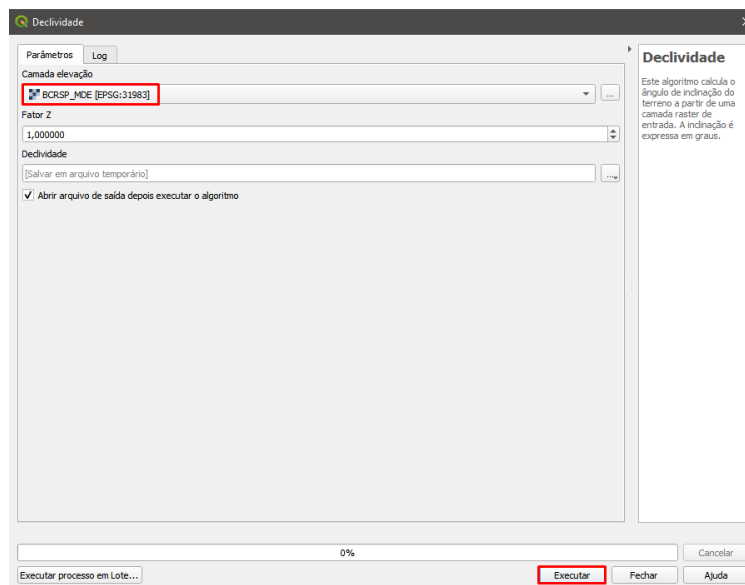 Declividade
Parâmetros
Log
Camada elevação
BCRSP_MDE [EPSG:31983]
...
Fator Z
1,000000
Declividade
[Salvar em arquivo temporário]
...
Abrir arquivo de saída depois executar o algoritmo
Declividade
Este algoritmo calcula o
ângulo de inclinação do
terreno a partir de uma
camada raster de
entrada. A inclinação é
expressa em graus.
0%
Cancelar
Executar processo em Lote...
Executar
Fechar
Ajuda